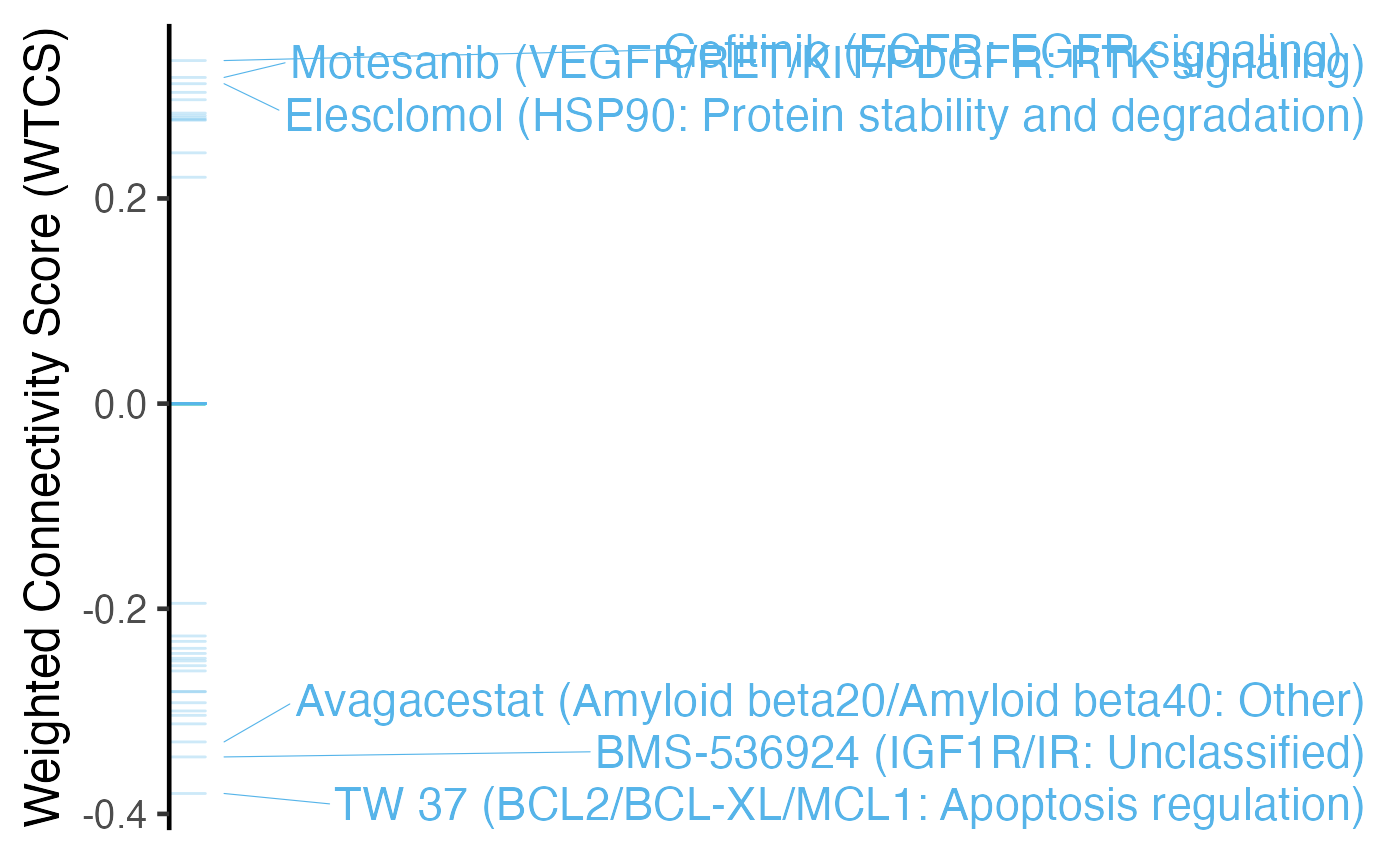 Weighted Connectivity Score (WTCS)
Gefitinib (EGFR: EGFR signaling)
Motesanib (VEGFR/RET/KIT/PDGFR: RTK signaling)
Elesclomol (HSP90: Protein stability and degradation)
0.2
0.0
-0.2
Avagacestat (Amyloid beta20/Amyloid beta40: Other)
BMS-536924 (IGF1R/IR: Unclassified)
TW 37 (BCL2/BCL-XL/MCL1: Apoptosis regulation)
-0.4